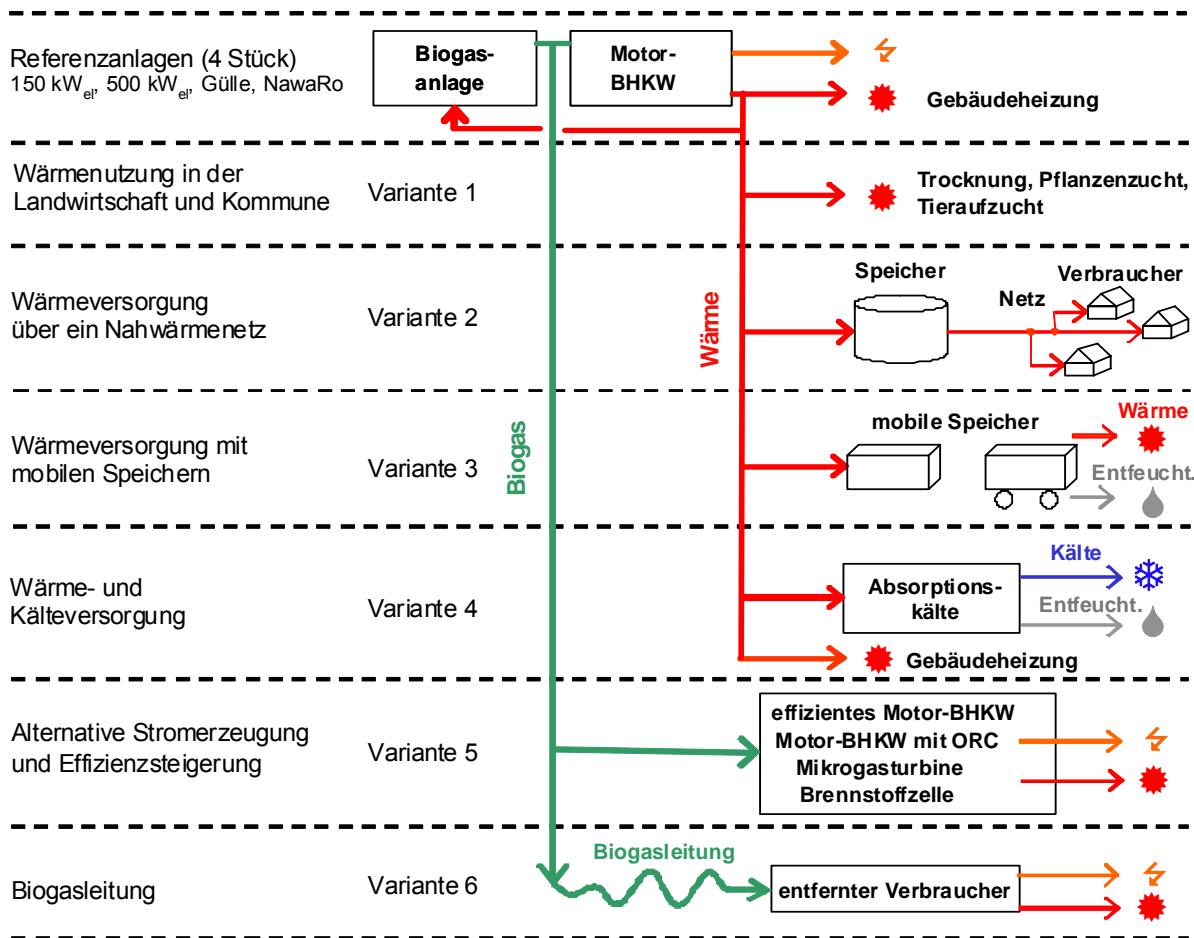 Referenzanlagen (4 Stück)
150 kWel, 500 kWel, Gülle, NawaRo
Biogas-
anlage
Motor-
BHKW
Gebäudeheizung
Wärmenutzung in der
Landwirtschaft und Kommune
Variante 1
Trocknung, Pflanzenzucht,
Tieraufzucht
Wärmeversorgung
über ein Nahwärmenetz
Variante 2
Wärme
Speicher
Netz
Verbraucher
Wärmeversorgung mit
mobilen Speichern
Variante 3
Biogas
mobile Speicher
Wärme
Entfeucht.
Wärme- und
Kälteversorgung
Variante 4
Absorptions-
kälte
Kälte
Entfeucht.
Gebäudeheizung
Alternative Stromerzeugung
und Effizienzsteigerung
Variante 5
effizientes Motor-BHKW
Motor-BHKW mit ORC
Mikrogasturbine
Brennstoffzelle
Biogasleitung
Variante 6
Biogasleitung
entfernter Verbraucher